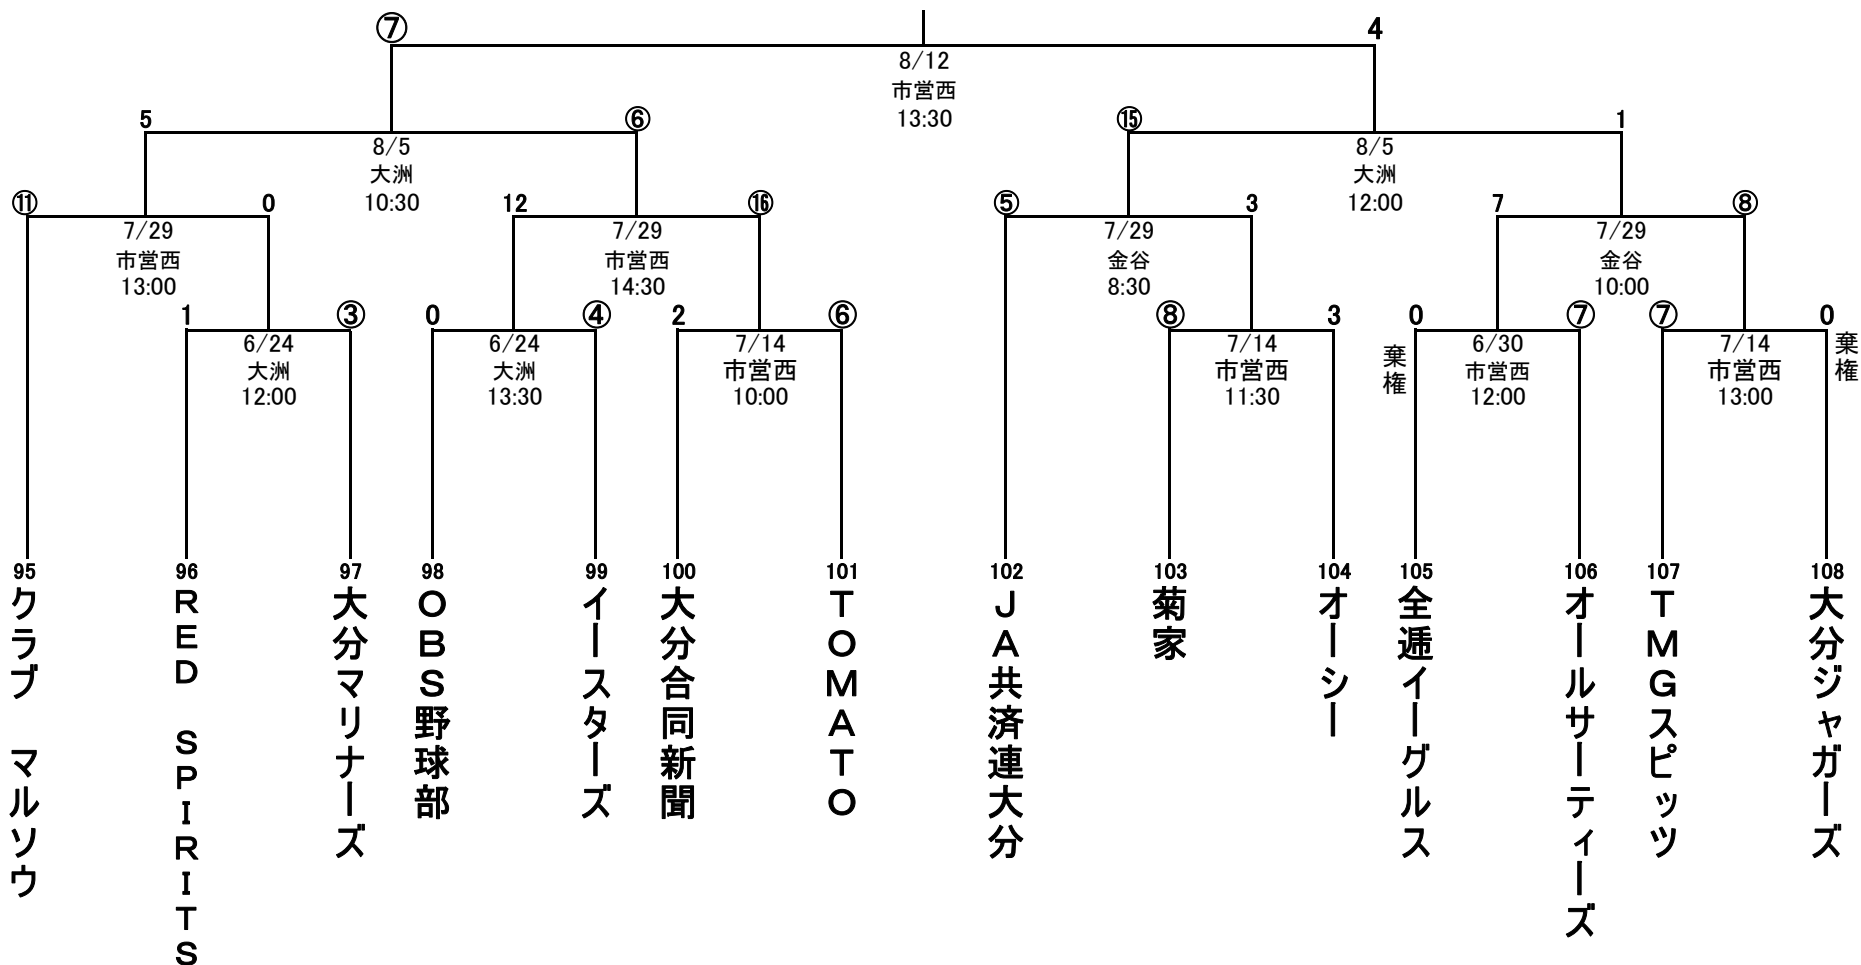 ⑦ 4
8/12
市営西
13:30
5 ⑥ ⑮ 1
8/5
大洲
10:30
8/5
大洲
12:00
⑪ 0 12 ⑯ ⑤ 3 7 ⑧
7/29
市営西
13:00
7/29
市営西
14:30
7/29
金谷
8:30
7/29
金谷
10:00
1 ③ 0 ④ 2 ⑥ ⑧ 3 0 ⑦ ⑦ 0
6/24
大洲
12:00
6/24
大洲
13:30
7/14
市営西
10:00
7/14
市営西
11:30
棄権
6/30
市営西
12:00
7/14
市営西
13:00
棄権
95
クラブ マルソウ
96
ＲＥＤ ＳＰＩＲＩＴＳ
97
大分マリナーズ
98
ＯＢＳ野球部
99
イースターズ
100
大分合同新聞
101
ＴＯＭＡＴＯ
102
ＪＡ共済連大分
103
菊家
104
オーシー
105
全逓イーグルス
106
オールサーティーズ
107
ＴＭＧスピッツ
108
大分ジャガーズ